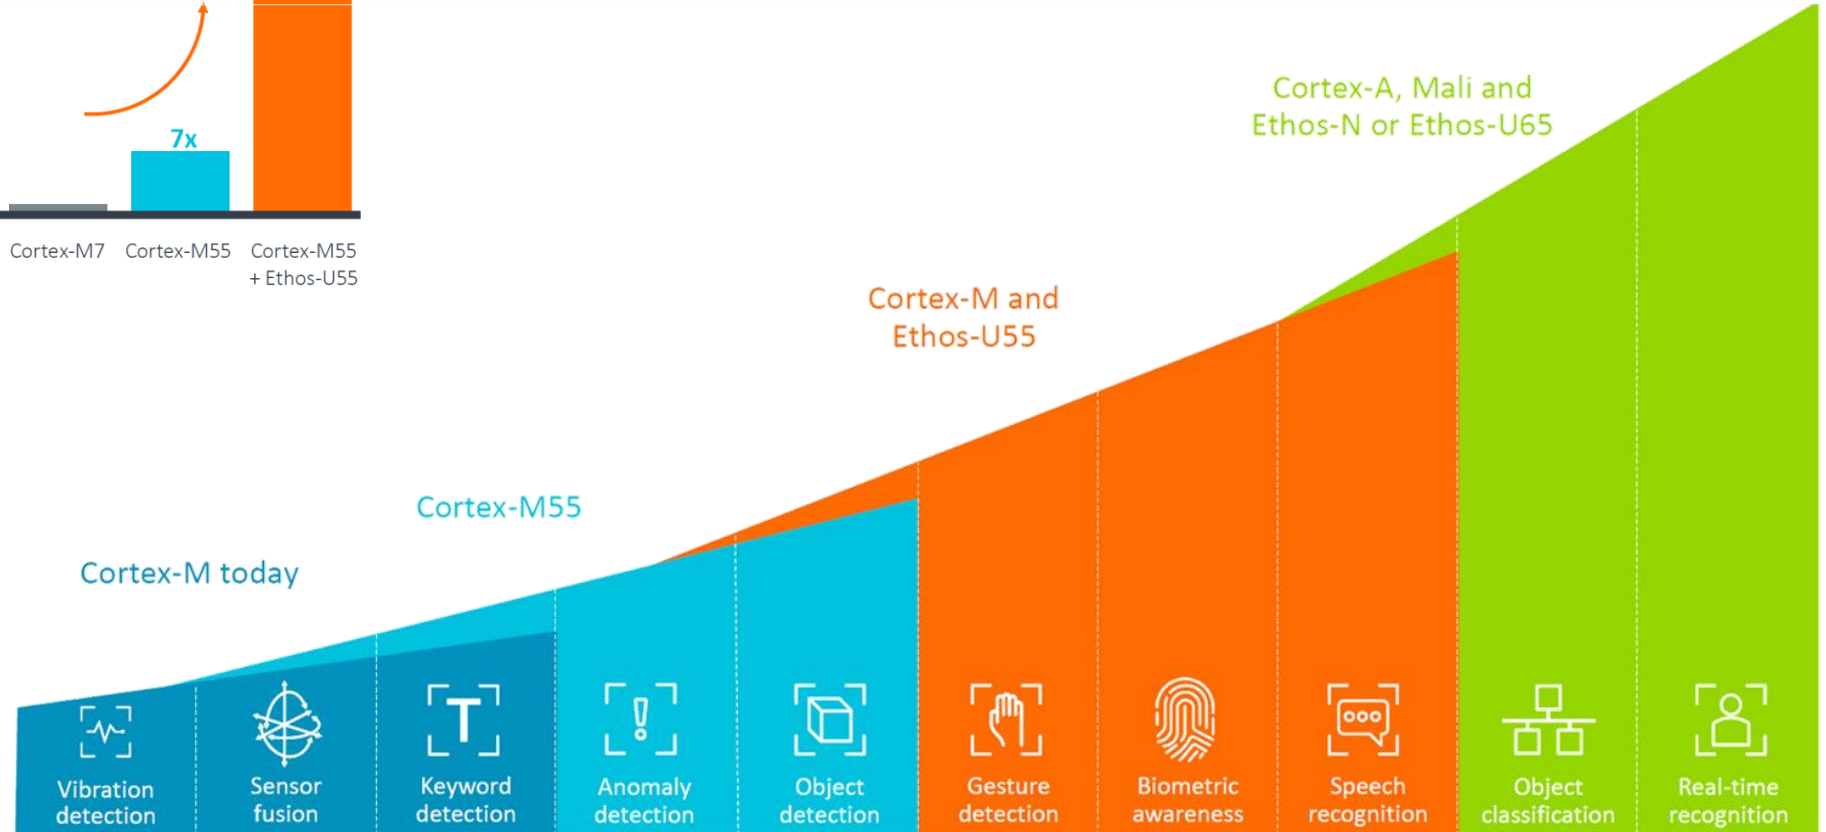 7x
Cortex-M7
Cortex-M55
Cortex-M55
+ Ethos-U55
Cortex-A, Mali and
Ethos-N or Ethos-U65
Cortex-M and
Ethos-U55
Cortex-M55
Cortex-M today
T
Vibration
detection
Sensor
fusion
Keyword
detection
Anomaly
detection
Object
detection
Gesture
detection
Biometric
awareness
Speech
recognition
Object
classification
Real-time
recognition